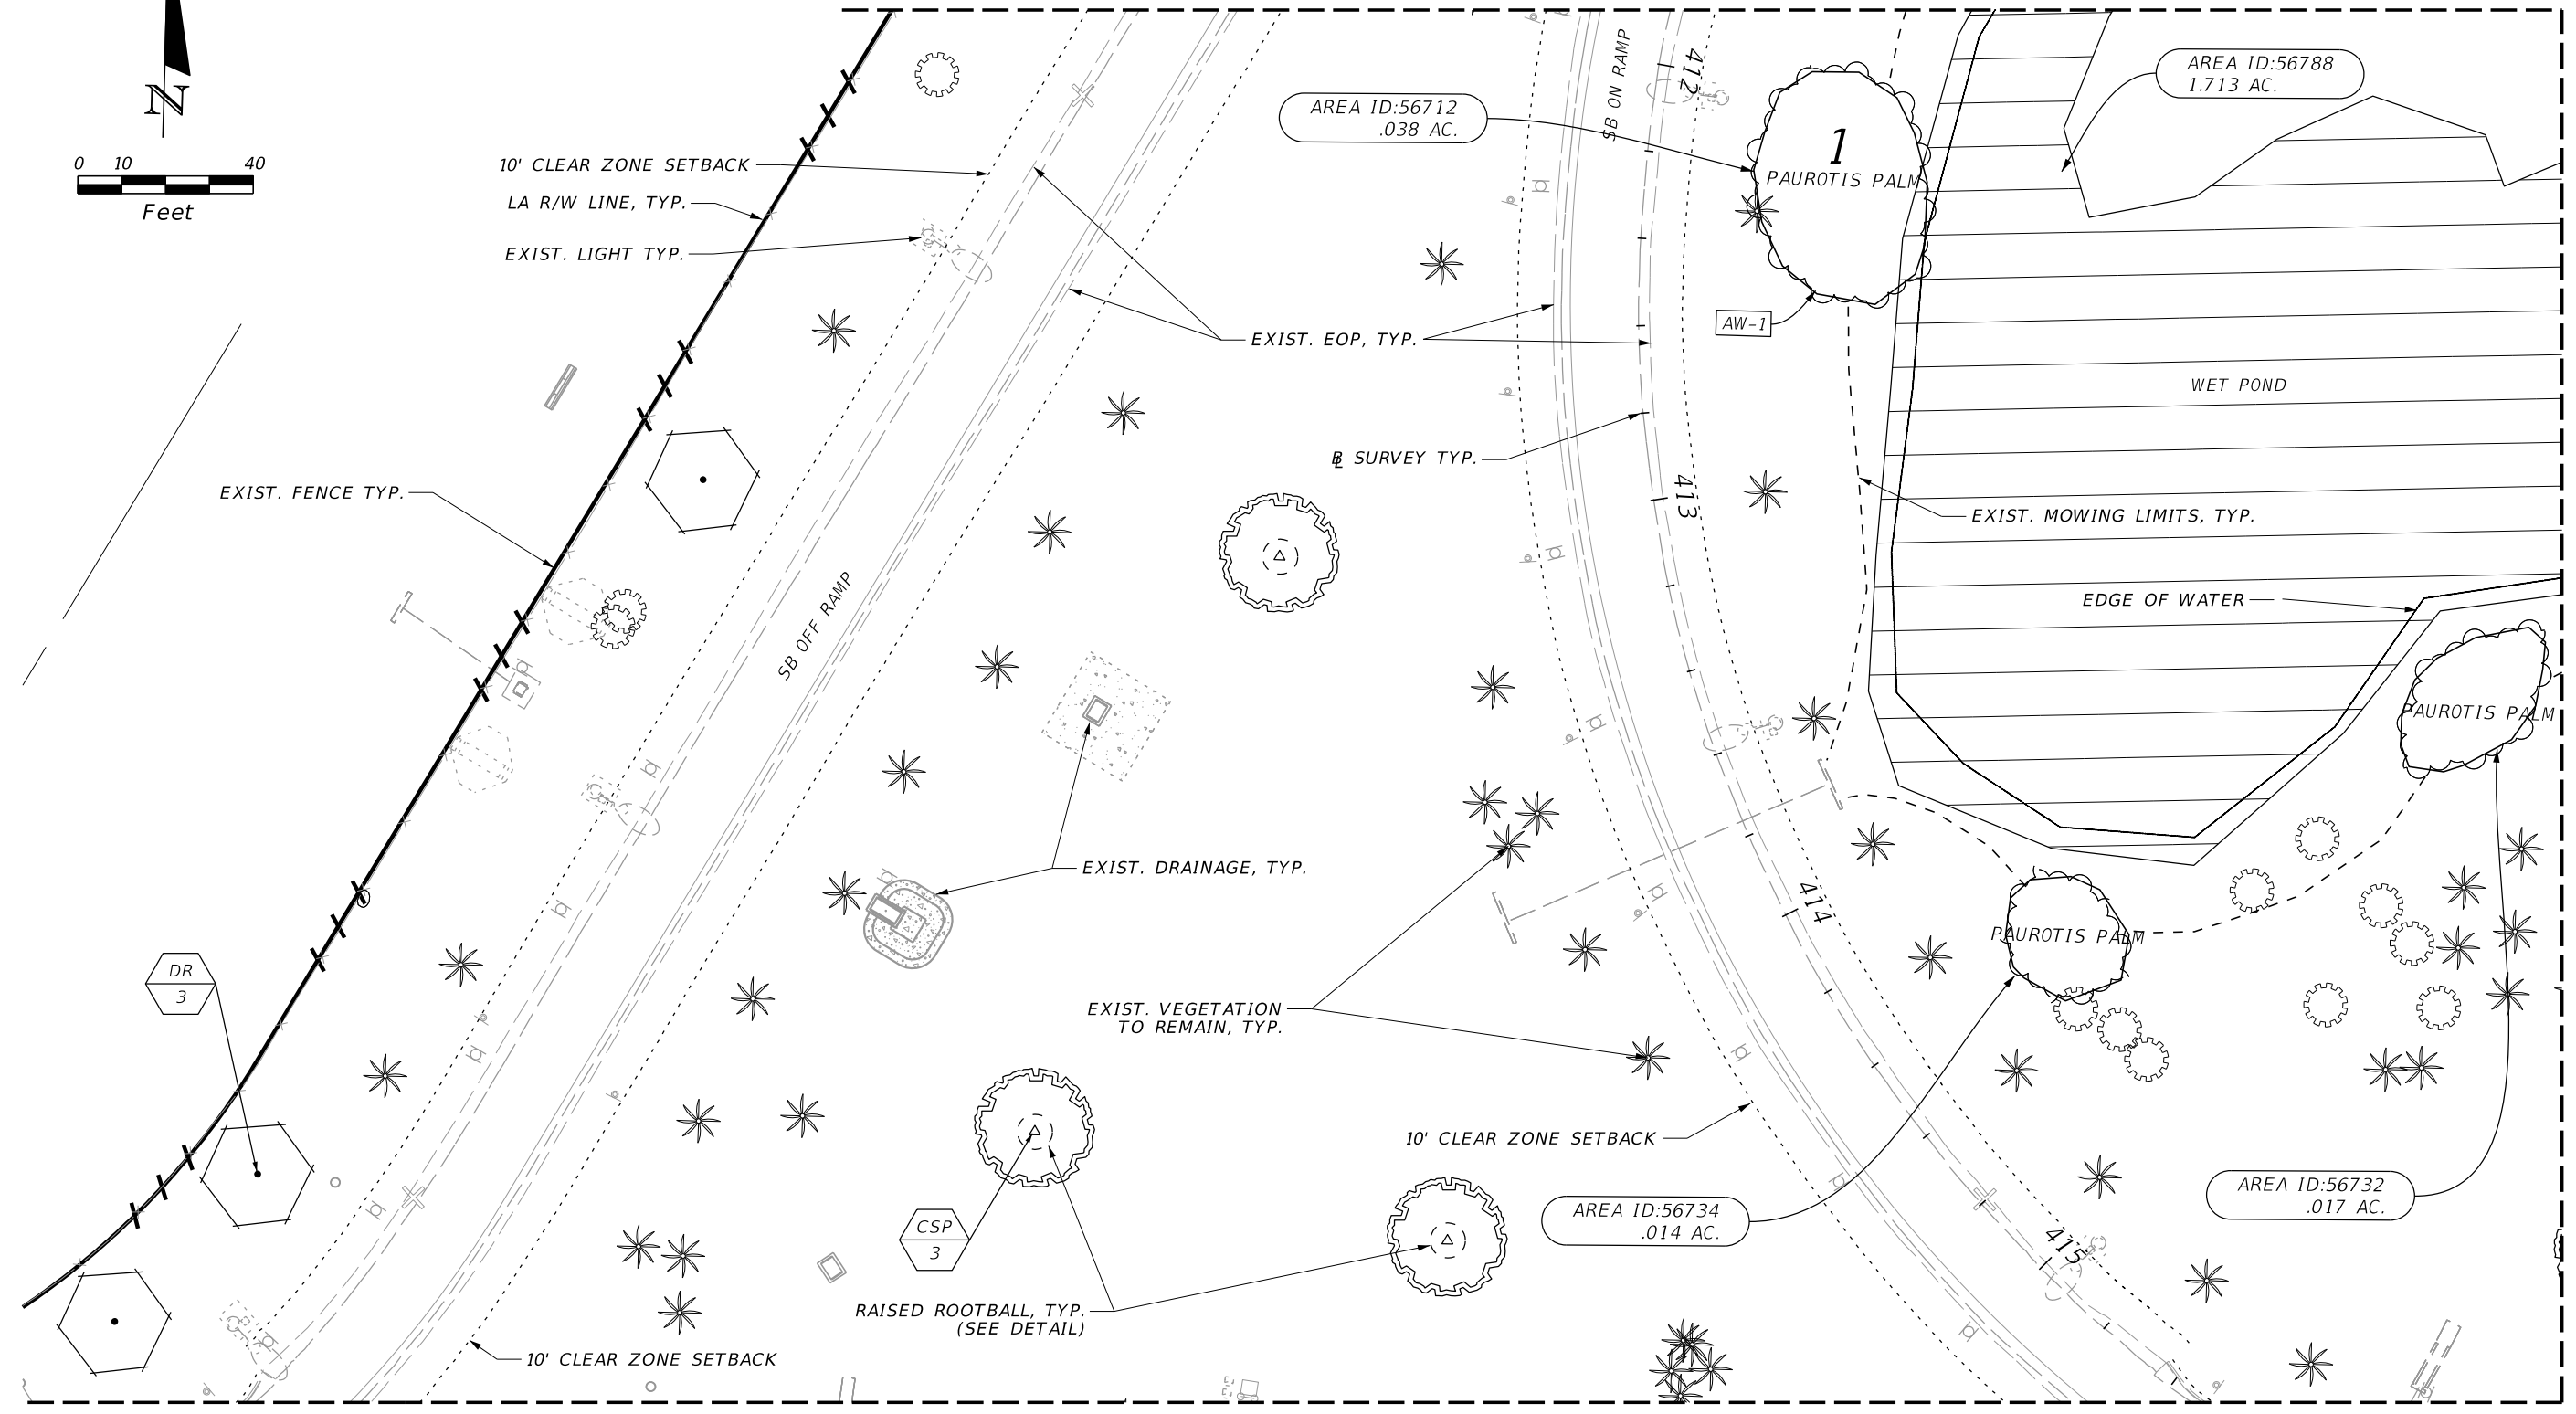 N
0 10 40
Feet
10' CLEAR ZONE SETBACK
LA R/W LINE, TYP.
EXIST. LIGHT TYP.
EXIST. FENCE TYP.
SB OFF RAMP
SB ON RAMP
AREA ID:56712
.038 AC.
412
1
PAUROTIS PALM
AW-1
AREA ID:56788
1.713 AC.
EXIST. EOP, TYP.
WET POND
BL SURVEY TYP.
413
EXIST. MOWING LIMITS, TYP.
EDGE OF WATER
PAUROTIS PALM
EXIST. DRAINAGE, TYP.
414
PAUROTIS PALM
DR
3
EXIST. VEGETATION
TO REMAIN, TYP.
10' CLEAR ZONE SETBACK
CSP
3
AREA ID:56734
.014 AC.
AREA ID:56732
.017 AC.
415
RAISED ROOTBALL, TYP.
(SEE DETAIL)
10' CLEAR ZONE SETBACK